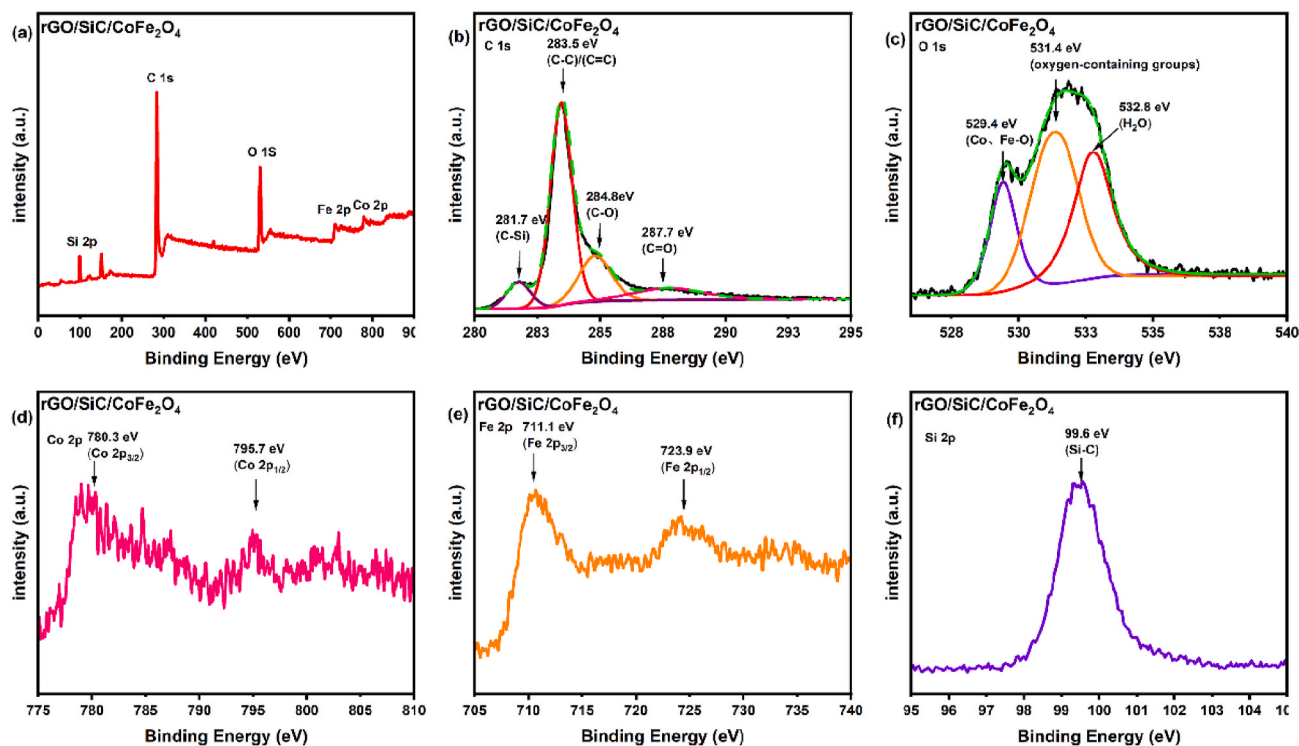 (a)
rGO/SiC/CoFe₂O₄
C 1s
O 1S
Fe 2p
Co 2p
Si 2p
intensity (a.u.)
0 100 200 300 400 500 600 700 800 90
Binding Energy (eV)
(b)
rGO/SiC/CoFe₂O₄
C 1s
283.5 eV
(C-C)/(C=C)
284.8eV
(C-O)
281.7 eV
(C-Si)
287.7 eV
(C=O)
intensity (a.u.)
280 283 285 288 290 293 295
Binding Energy (eV)
(c)
rGO/SiC/CoFe₂O₄
O 1s
531.4 eV
(oxygen-containing groups)
532.8 eV
(H₂O)
529.4 eV
(Co、Fe-O)
intensity (a.u.)
528 530 533 535 538 540
Binding Energy (eV)
(d)
rGO/SiC/CoFe₂O₄
Co 2p
780.3 eV
(Co 2p3/2)
795.7 eV
(Co 2p1/2)
intensity (a.u.)
775 780 785 790 795 800 805 810
Binding Energy (eV)
(e)
rGO/SiC/CoFe₂O₄
Fe 2p
711.1 eV
(Fe 2p3/2)
723.9 eV
(Fe 2p1/2)
intensity (a.u.)
705 710 715 720 725 730 735 740
Binding Energy (eV)
(f)
rGO/SiC/CoFe₂O₄
Si 2p
99.6 eV
(Si-C)
intensity (a.u.)
95 96 97 98 99 100 101 102 103 104 10
Binding Energy (eV)